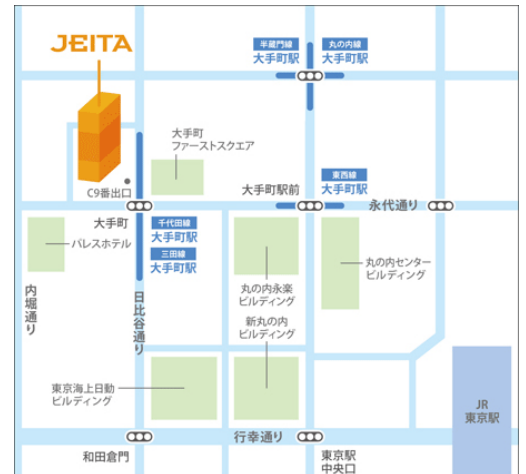 JEITA
半蔵門線
大手町駅
丸の内線
大手町駅
大手町
ファーストスクエア
C9番出口
大手町駅前
東西線
大手町駅
永代通り
大手町
パレスホテル
千代田線
大手町駅
三田線
大手町駅
内堀通り
日比谷通り
丸の内永楽
ビルディング
丸の内センター
ビルディング
新丸の内
ビルディング
東京海上日動
ビルディング
JR
東京駅
行幸通り
和田倉門
東京駅
中央口